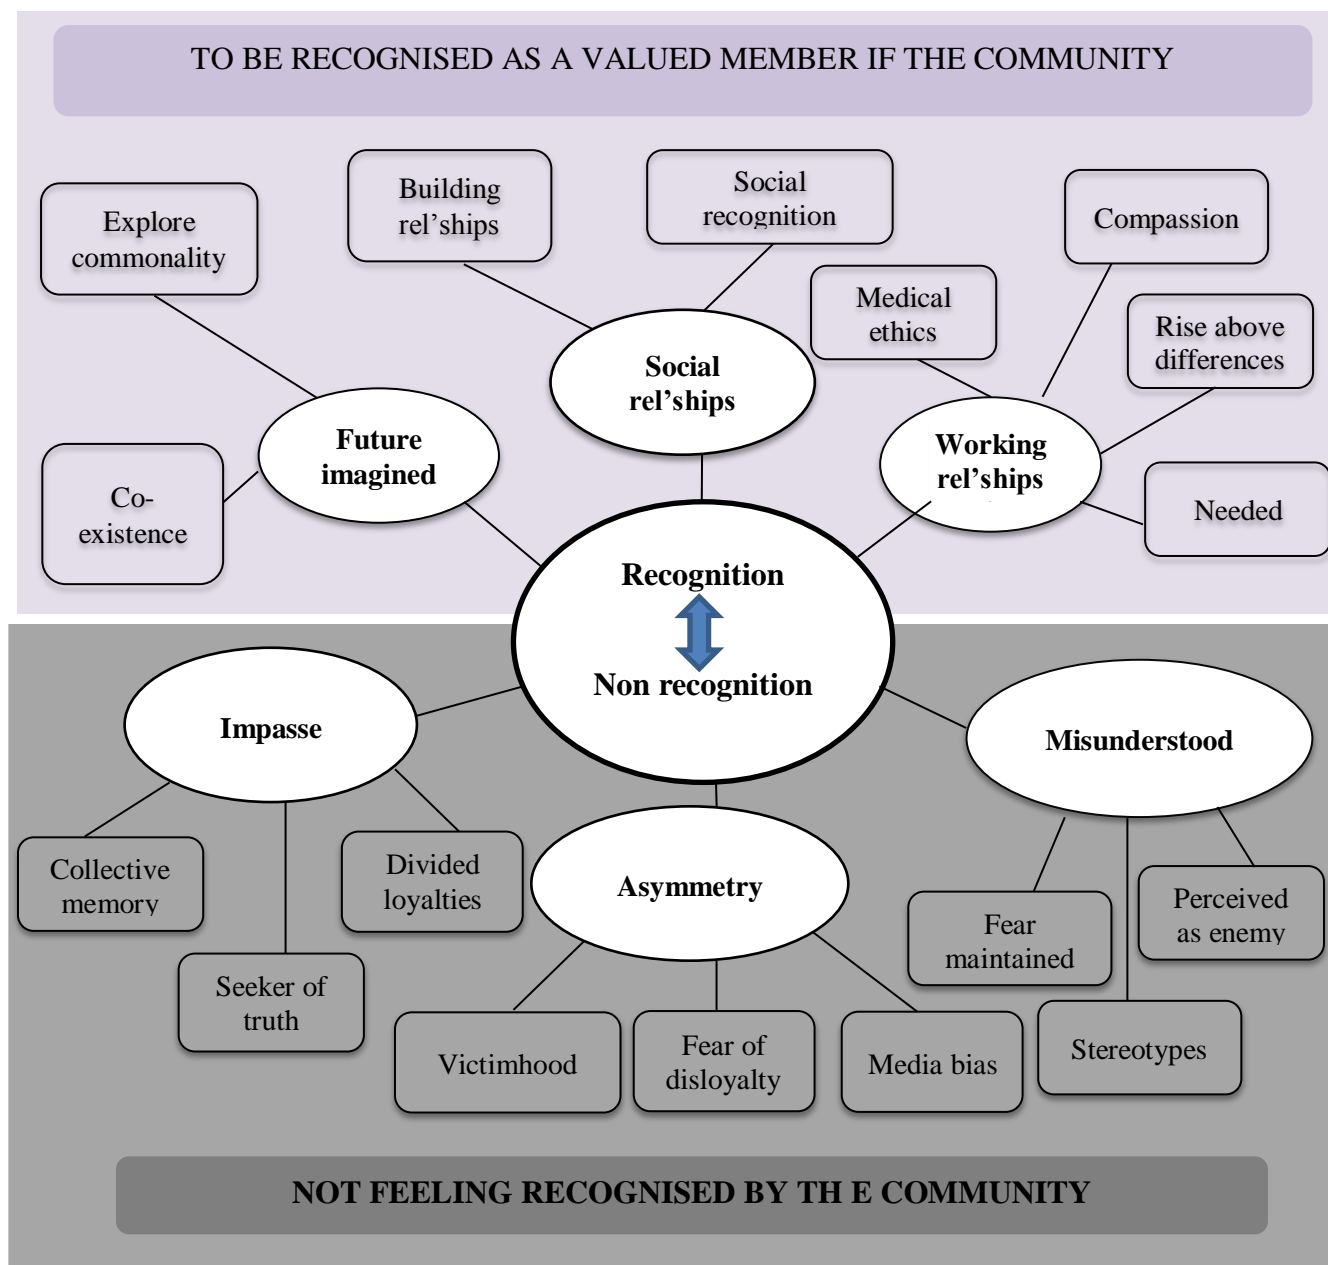 TO BE RECOGNISED AS A VALUED MEMBER IF THE COMMUNITY
Explore
commonality
Building
rel’ships
Social
recognition
Compassion
Medical
ethics
Rise above
differences
Social
rel’ships
Future
imagined
Working
rel’ships
Co-
existence
Needed
Recognition
Non recognition
Impasse
Misunderstood
Collective
memory
Divided
loyalties
Asymmetry
Seeker of
truth
Fear
maintained
Perceived
as enemy
Victimhood
Fear of
disloyalty
Media bias
Stereotypes
NOT FEELING RECOGNISED BY TH E COMMUNITY